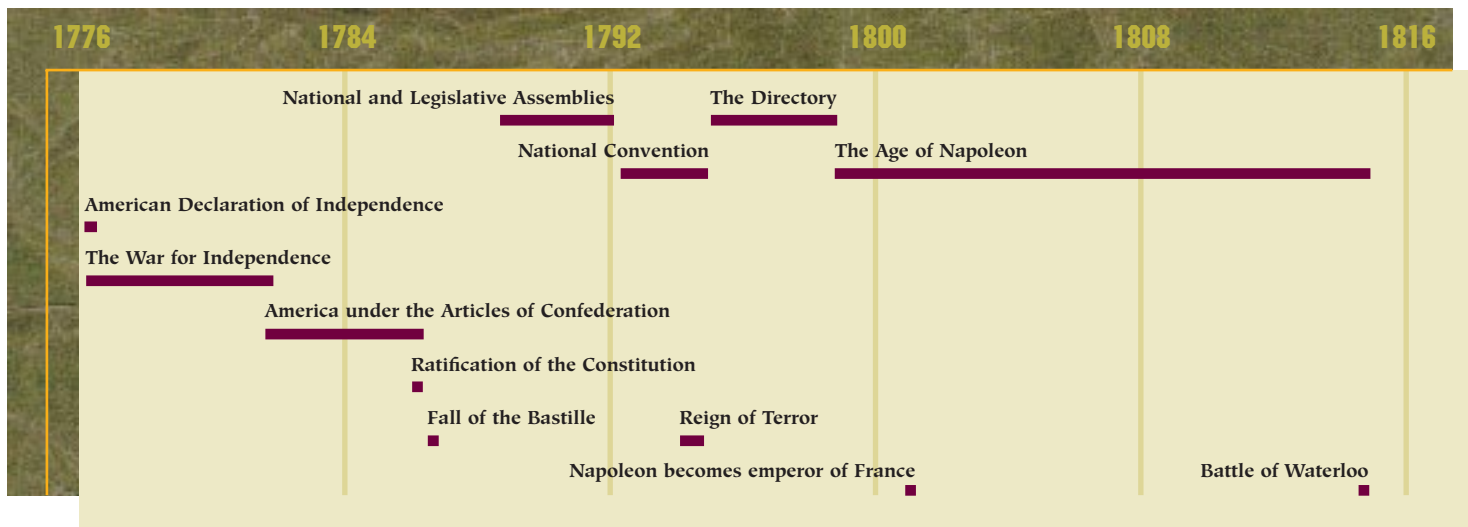 1776 1784 1792 1800 1808 1816
National and Legislative Assemblies The Directory
National Convention The Age of Napoleon
American Declaration of Independence
The War for Independence
America under the Articles of Confederation
Ratification of the Constitution
Fall of the Bastille Reign of Terror
Napoleon becomes emperor of France Battle of Waterloo